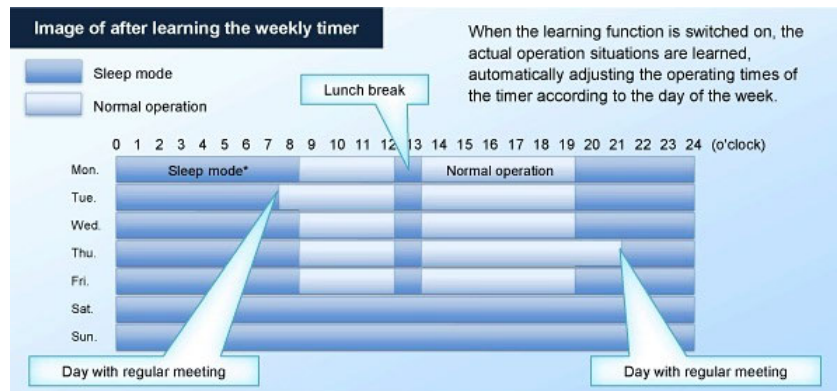 Image of after learning the weekly timer
When the learning function is switched on, the
actual operation situations are learned,
automatically adjusting the operating times of
the timer according to the day of the week.
Sleep mode
Normal operation
Lunch break
0 1 2 3 4 5 6 7 8 9 10 11 12 13 14 15 16 17 18 19 20 21 22 23 24 (o'clock)
Mon. Sleep mode* Normal operation
Tue.
Wed.
Thu.
Fri.
Sat.
Sun.
Day with regular meeting Day with regular meeting